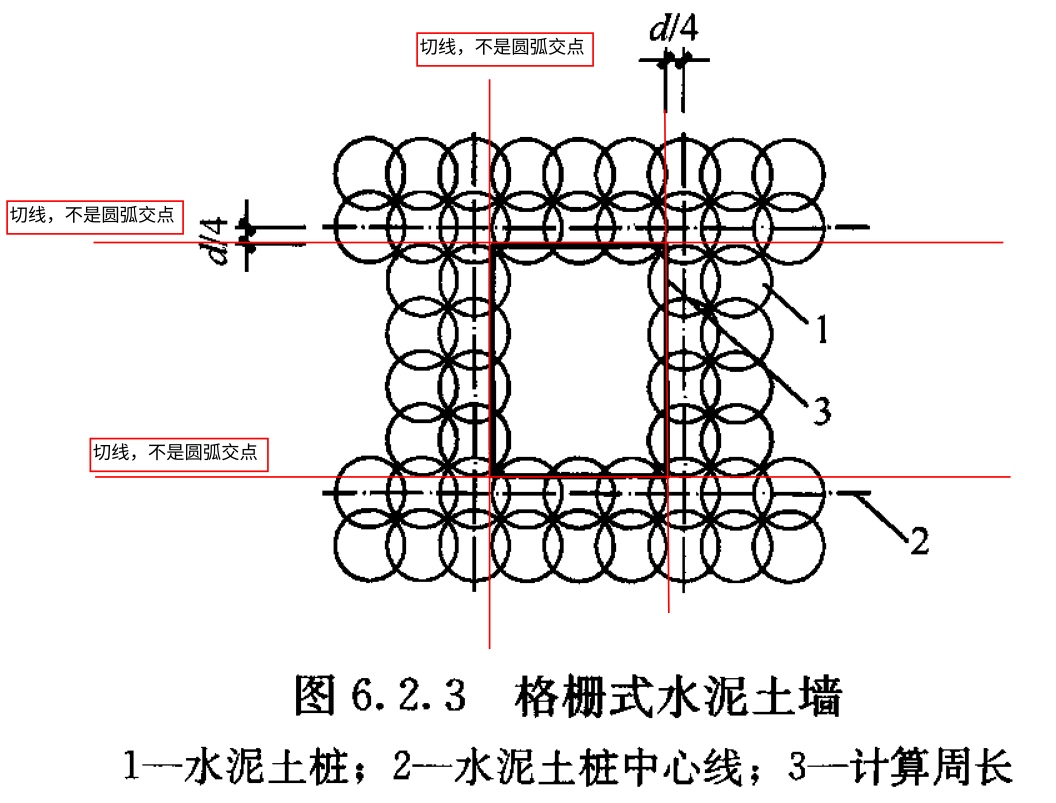 切线，不是圆弧交点
d/4
切线，不是圆弧交点
d/4
1
3
切线，不是圆弧交点
2
图 6.2.3 格栅式水泥土墙
1—水泥土桩；2—水泥土桩中心线；3—计算周长